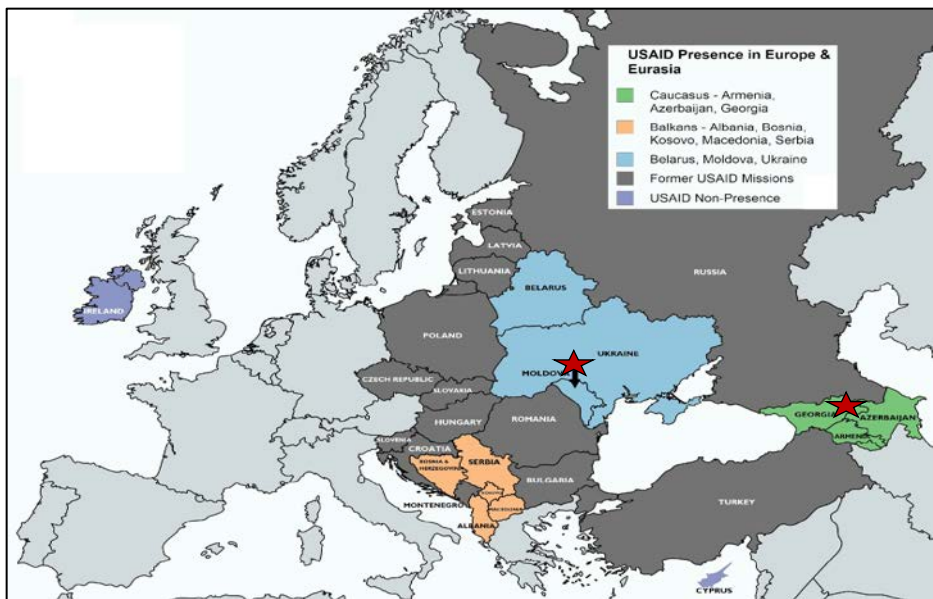 USAID Presence in Europe &
Eurasia
Caucasus - Armenia,
Azerbaijan, Georgia
Balkans - Albania, Bosnia,
Kosovo, Macedonia, Serbia
Belarus, Moldova, Ukraine
Former USAID Missions
USAID Non-Presence
ESTONIA
LATVIA
LITHUANIA
RUSSIA
BELARUS
IRELAND
POLAND
UKRAINE
MOLDOVA
CZECH REPUBLIC
SLOVAKIA
HUNGARY
ROMANIA
GEORGIA
AZERBAIJAN
ARMENIA
SLOVENIA
CROATIA
BOSNIA &
HERZEGOVINA
SERBIA
BULGARIA
KOSOVO
MONTENEGRO
MACEDONIA
ALBANIA
TURKEY
CYPRUS